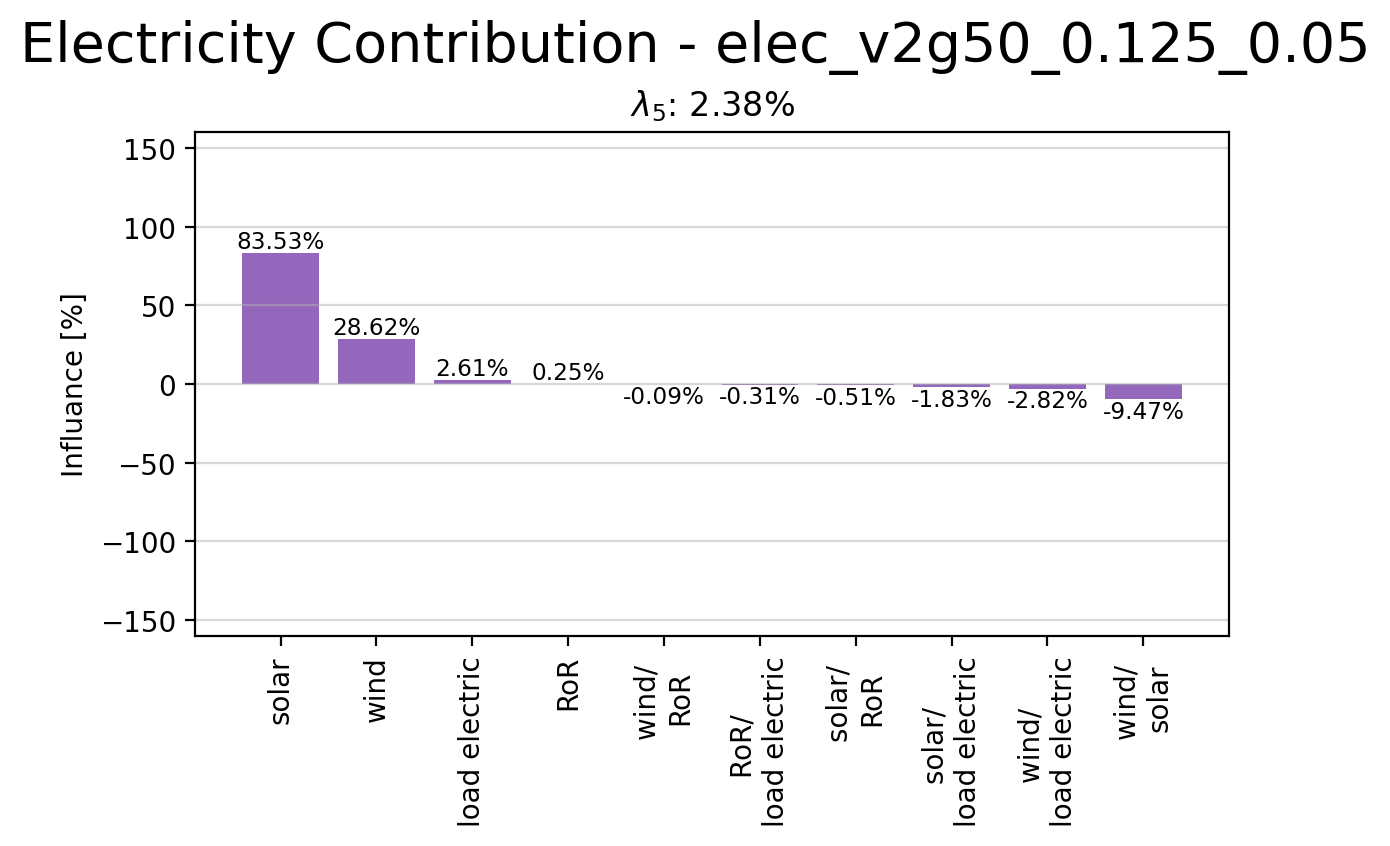 Electricity Contribution - elec_v2g50_0.125_0.05
λ₅: 2.38%
150
100
50
0
−50
−100
−150
Influance [%]
83.53%
28.62%
2.61%
0.25%
-0.09%
-0.31%
-0.51%
-1.83%
-2.82%
-9.47%
solar
wind
load electric
RoR
wind/
RoR
RoR/
load electric
solar/
RoR
solar/
load electric
wind/
load electric
wind/
solar